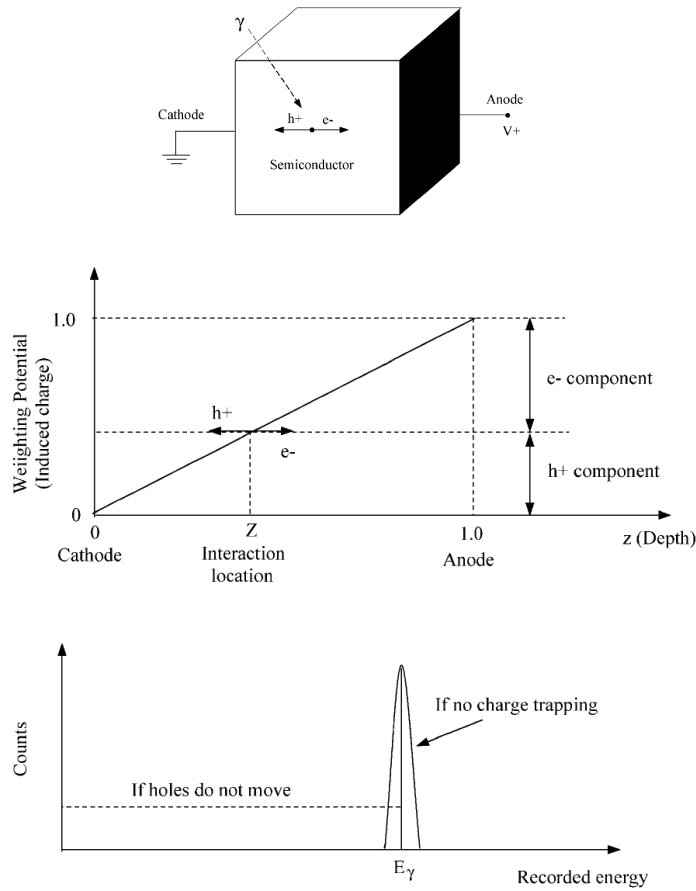 γ
Cathode
h+
e-
Semiconductor
Anode
V+
Weiighting Potential
(Induced charge)
1.0
0
h+
e-
e- component
h+ component
0
Cathode
Z
Interaction
location
1.0
Anode
z (Depth)
Counts
If no charge trapping
If holes do not move
Eγ
Recorded energy